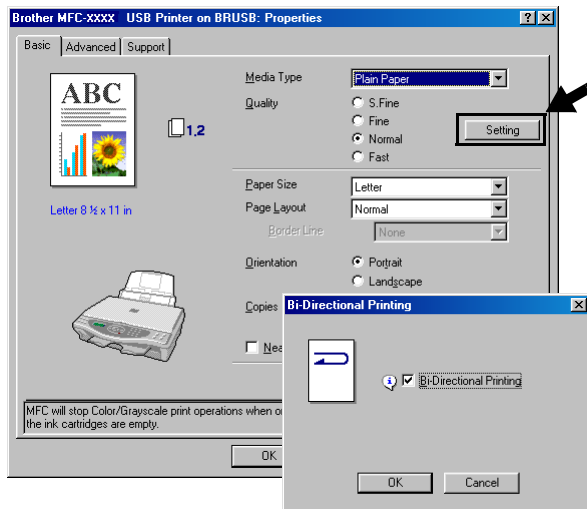 Brother MFC-XXXX USB Printer on BRUSB: Properties
Basic Advanced Support
ABC
1,2
Letter 8 ½ x 11 in
Media Type Plain Paper
Quality S.Fine
Fine
Normal
Fast
Setting
Paper Size Letter
Page Layout Normal
Border Line None
Orientation Portrait
Landscape
Copies
MFC will stop Color/Grayscale print operations when
the ink cartridges are empty.
OK
Bi-Directional Printing
Bi-Directional Printing
OK Cancel